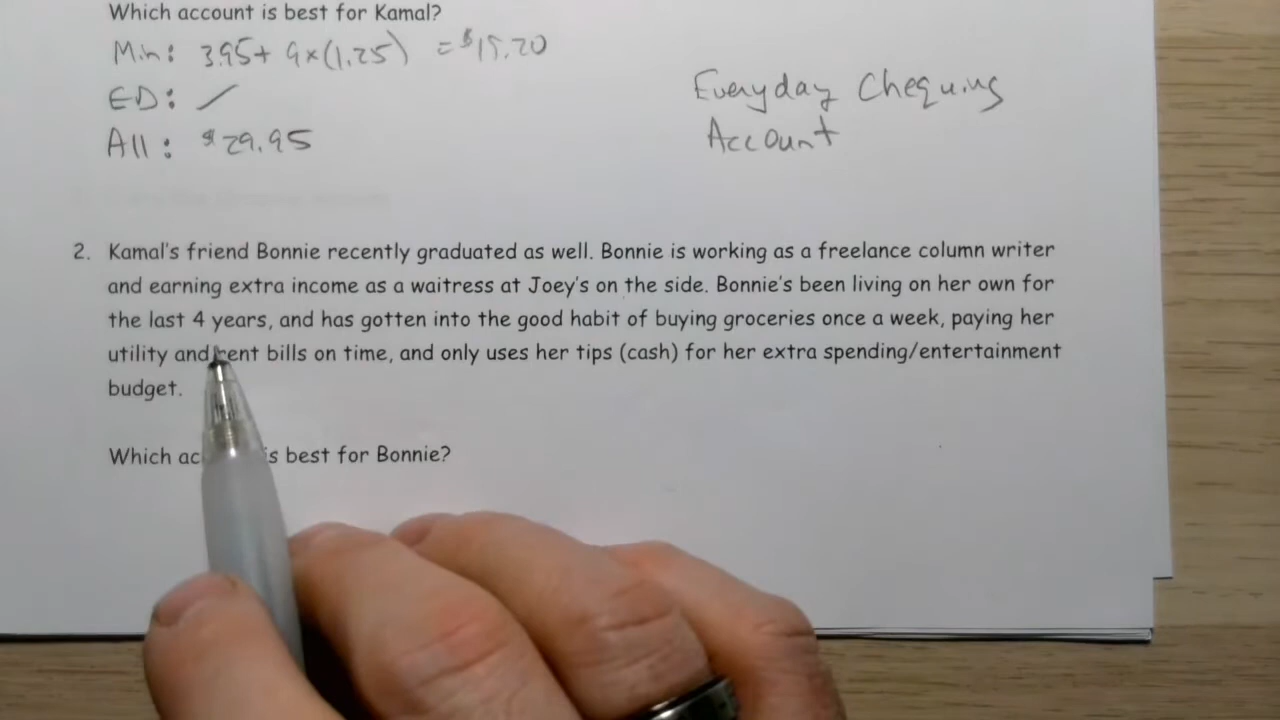 Which account is best for Kamal?
Min: 3.95+ 9×(1.25) = $15.20
ED: /
All: $29.95
Everyday Chequing
Account
2. Kamal's friend Bonnie recently graduated as well. Bonnie is working as a freelance column writer
and earning extra income as a waitress at Joey's on the side. Bonnie's been living on her own for
the last 4 years, and has gotten into the good habit of buying groceries once a week, paying her
utility and rent bills on time, and only uses her tips (cash) for her extra spending/entertainment
budget.
Which ac is best for Bonnie?